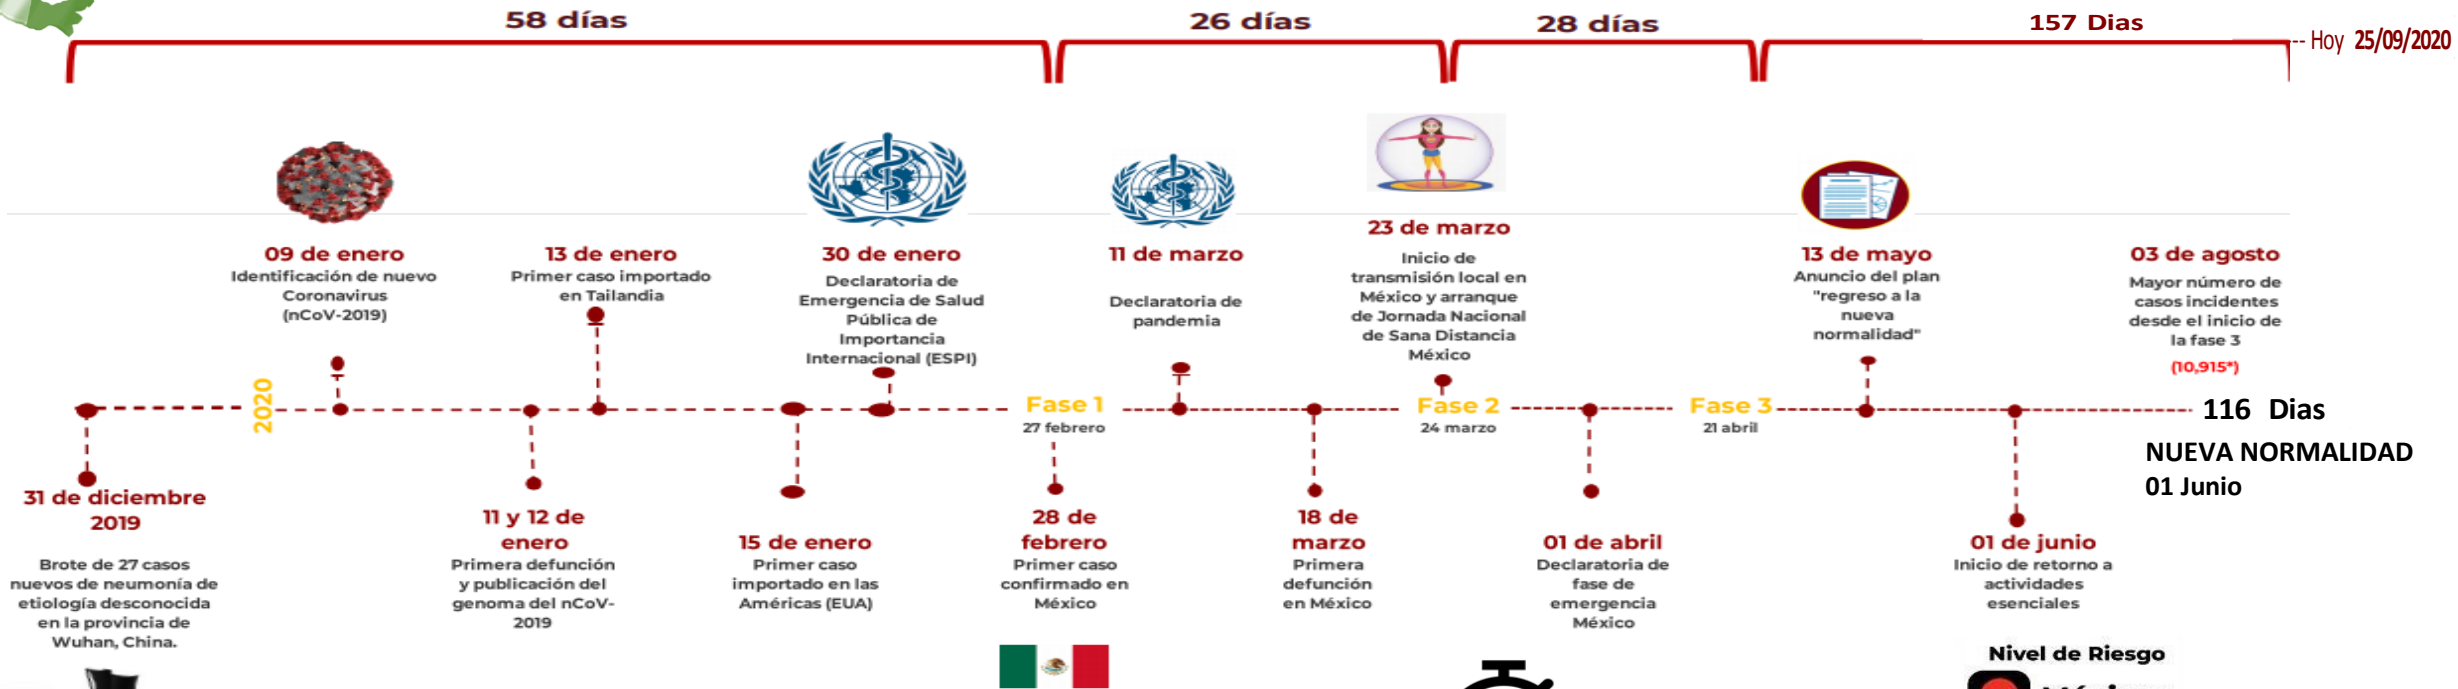 58 días
26 días
28 días
157 Dias
-- Hoy 25/09/2020
09 de enero
Identificación de nuevo
Coronavirus
(nCoV-2019)
13 de enero
Primer caso importado
en Tailandia
30 de enero
Declaratoria de
Emergencia de Salud
Pública de
Importancia
Internacional (ESPI)
11 de marzo
Declaratoria de
pandemia
23 de marzo
Inicio de
transmisión local en
México y arranque
de Jornada Nacional
de Sana Distancia
México
13 de mayo
Anuncio del plan
"regreso a la
nueva
normalidad"
03 de agosto
Mayor número de
casos incidentes
desde el inicio de
la fase 3
(10,915*)
2020
Fase 1
27 febrero
Fase 2
24 marzo
Fase 3
21 abril
116 Dias
NUEVA NORMALIDAD
01 Junio
31 de diciembre
2019
Brote de 27 casos
nuevos de neumonía de
etiología desconocida
en la provincia de
Wuhan, China.
11 y 12 de
enero
Primera defunción
y publicación del
genoma del nCoV-
2019
15 de enero
Primer caso
importado en las
Américas (EUA)
28 de
febrero
Primer caso
confirmado en
México
18 de
marzo
Primera
defunción
en México
01 de abril
Declaratoria de
fase de
emergencia
México
01 de junio
Inicio de retorno a
actividades
esenciales
Nivel de Riesgo